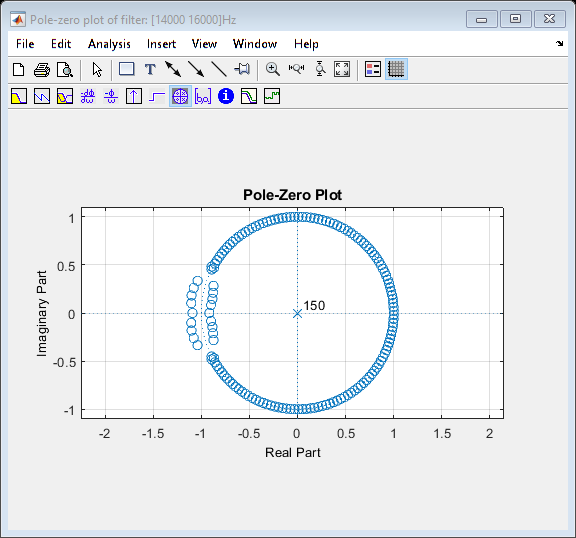 Pole-zero plot of filter: [14000 16000]Hz
File Edit Analysis Insert View Window Help
T
[b,a]
i
Pole-Zero Plot
1
0.5
0
-0.5
-1
150
Imaginary Part
-2 -1.5 -1 -0.5 0 0.5 1 1.5 2
Real Part